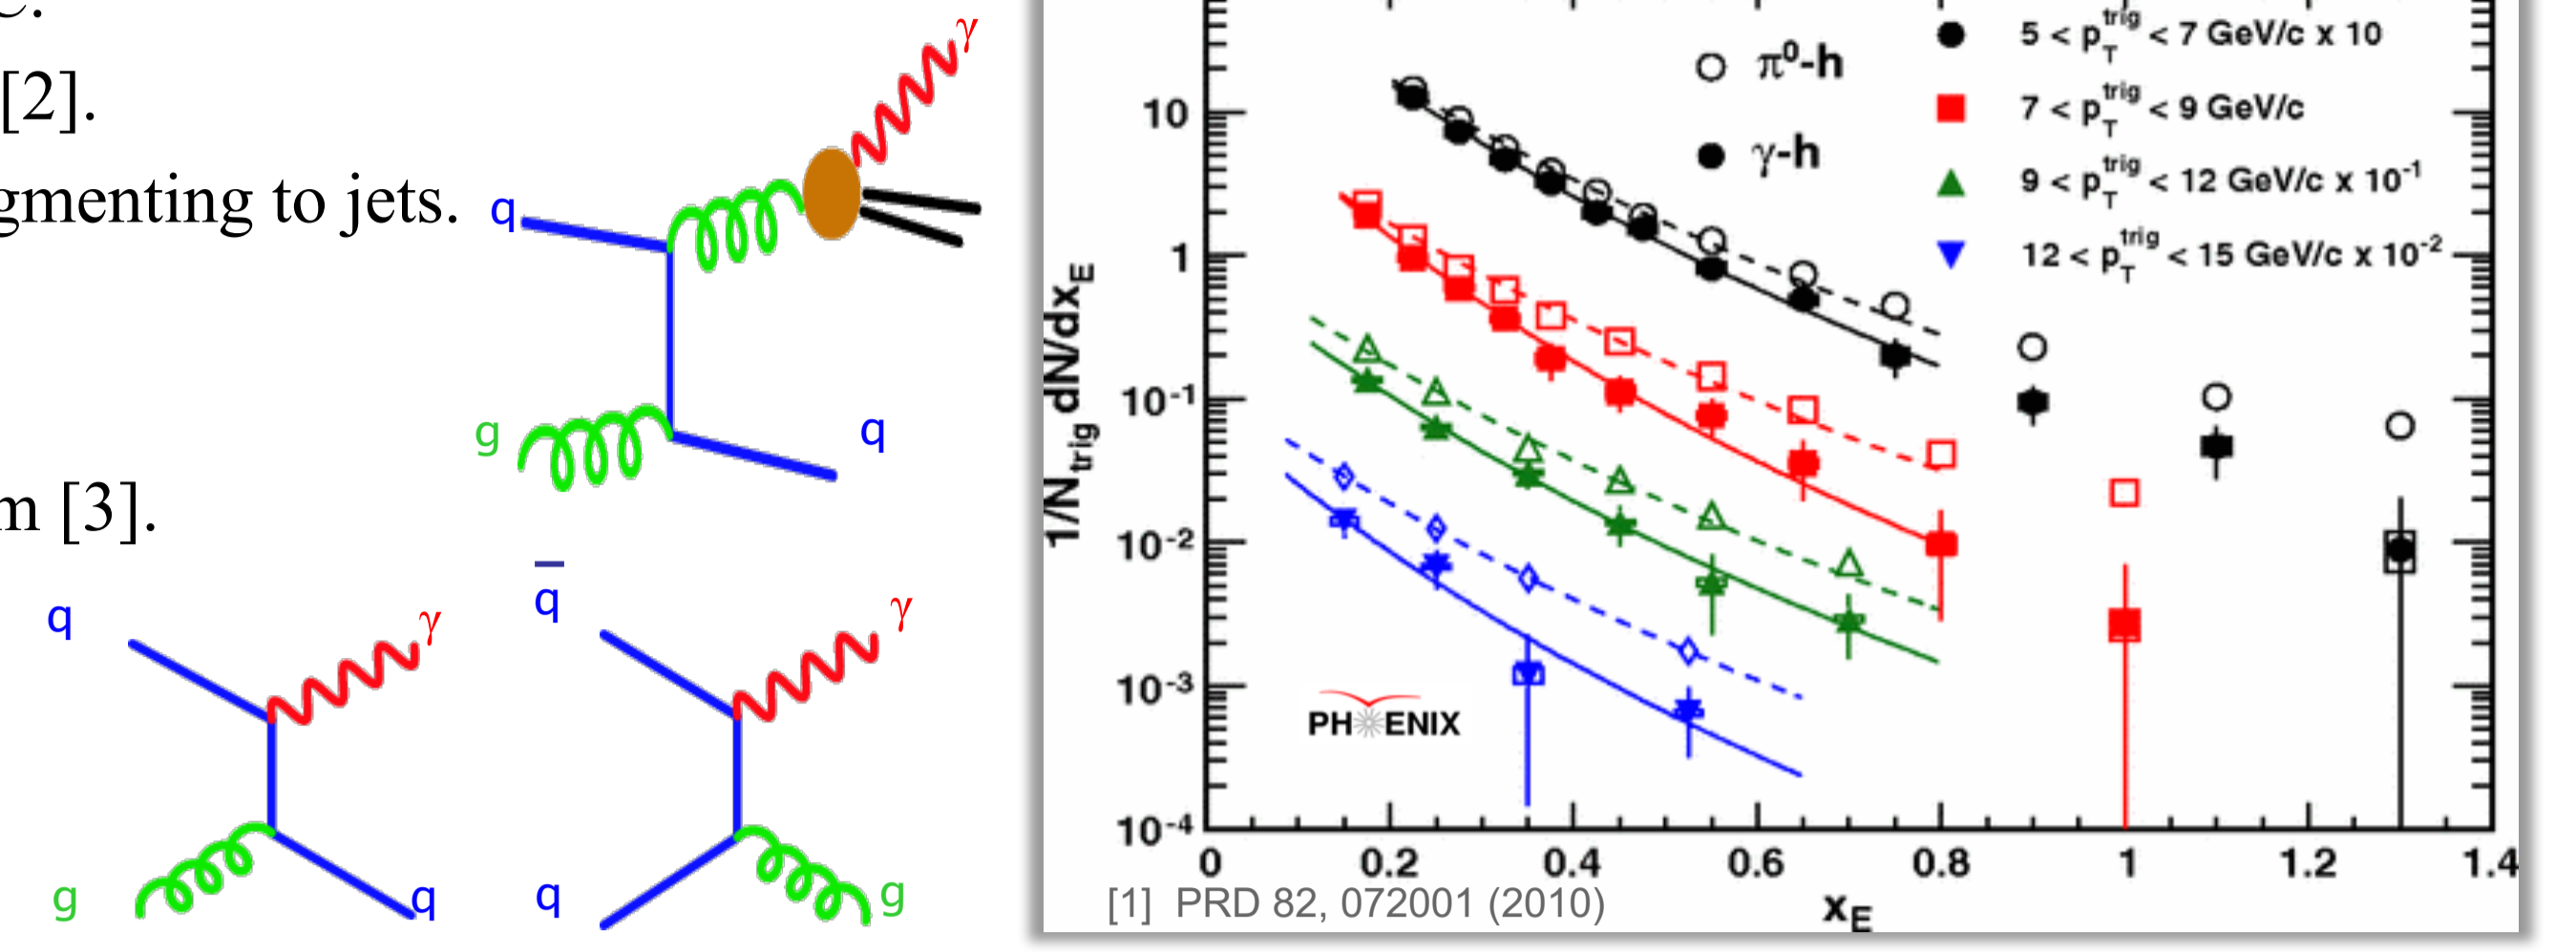 [2].
gmenting to jets.
m [3].
γ
q
g
q
q
γ
g
q
q̅
γ
q
g
π⁰-h
γ-h
5 < p_T^trig < 7 GeV/c x 10
7 < p_T^trig < 9 GeV/c
9 < p_T^trig < 12 GeV/c x 10⁻¹
12 < p_T^trig < 15 GeV/c x 10⁻²
1/N_trig dN/dx_E
10
1
10⁻¹
10⁻²
10⁻³
10⁻⁴
PHENIX
0 0.2 0.4 0.6 0.8 1 1.2 1.4
x_E
[1] PRD 82, 072001 (2010)